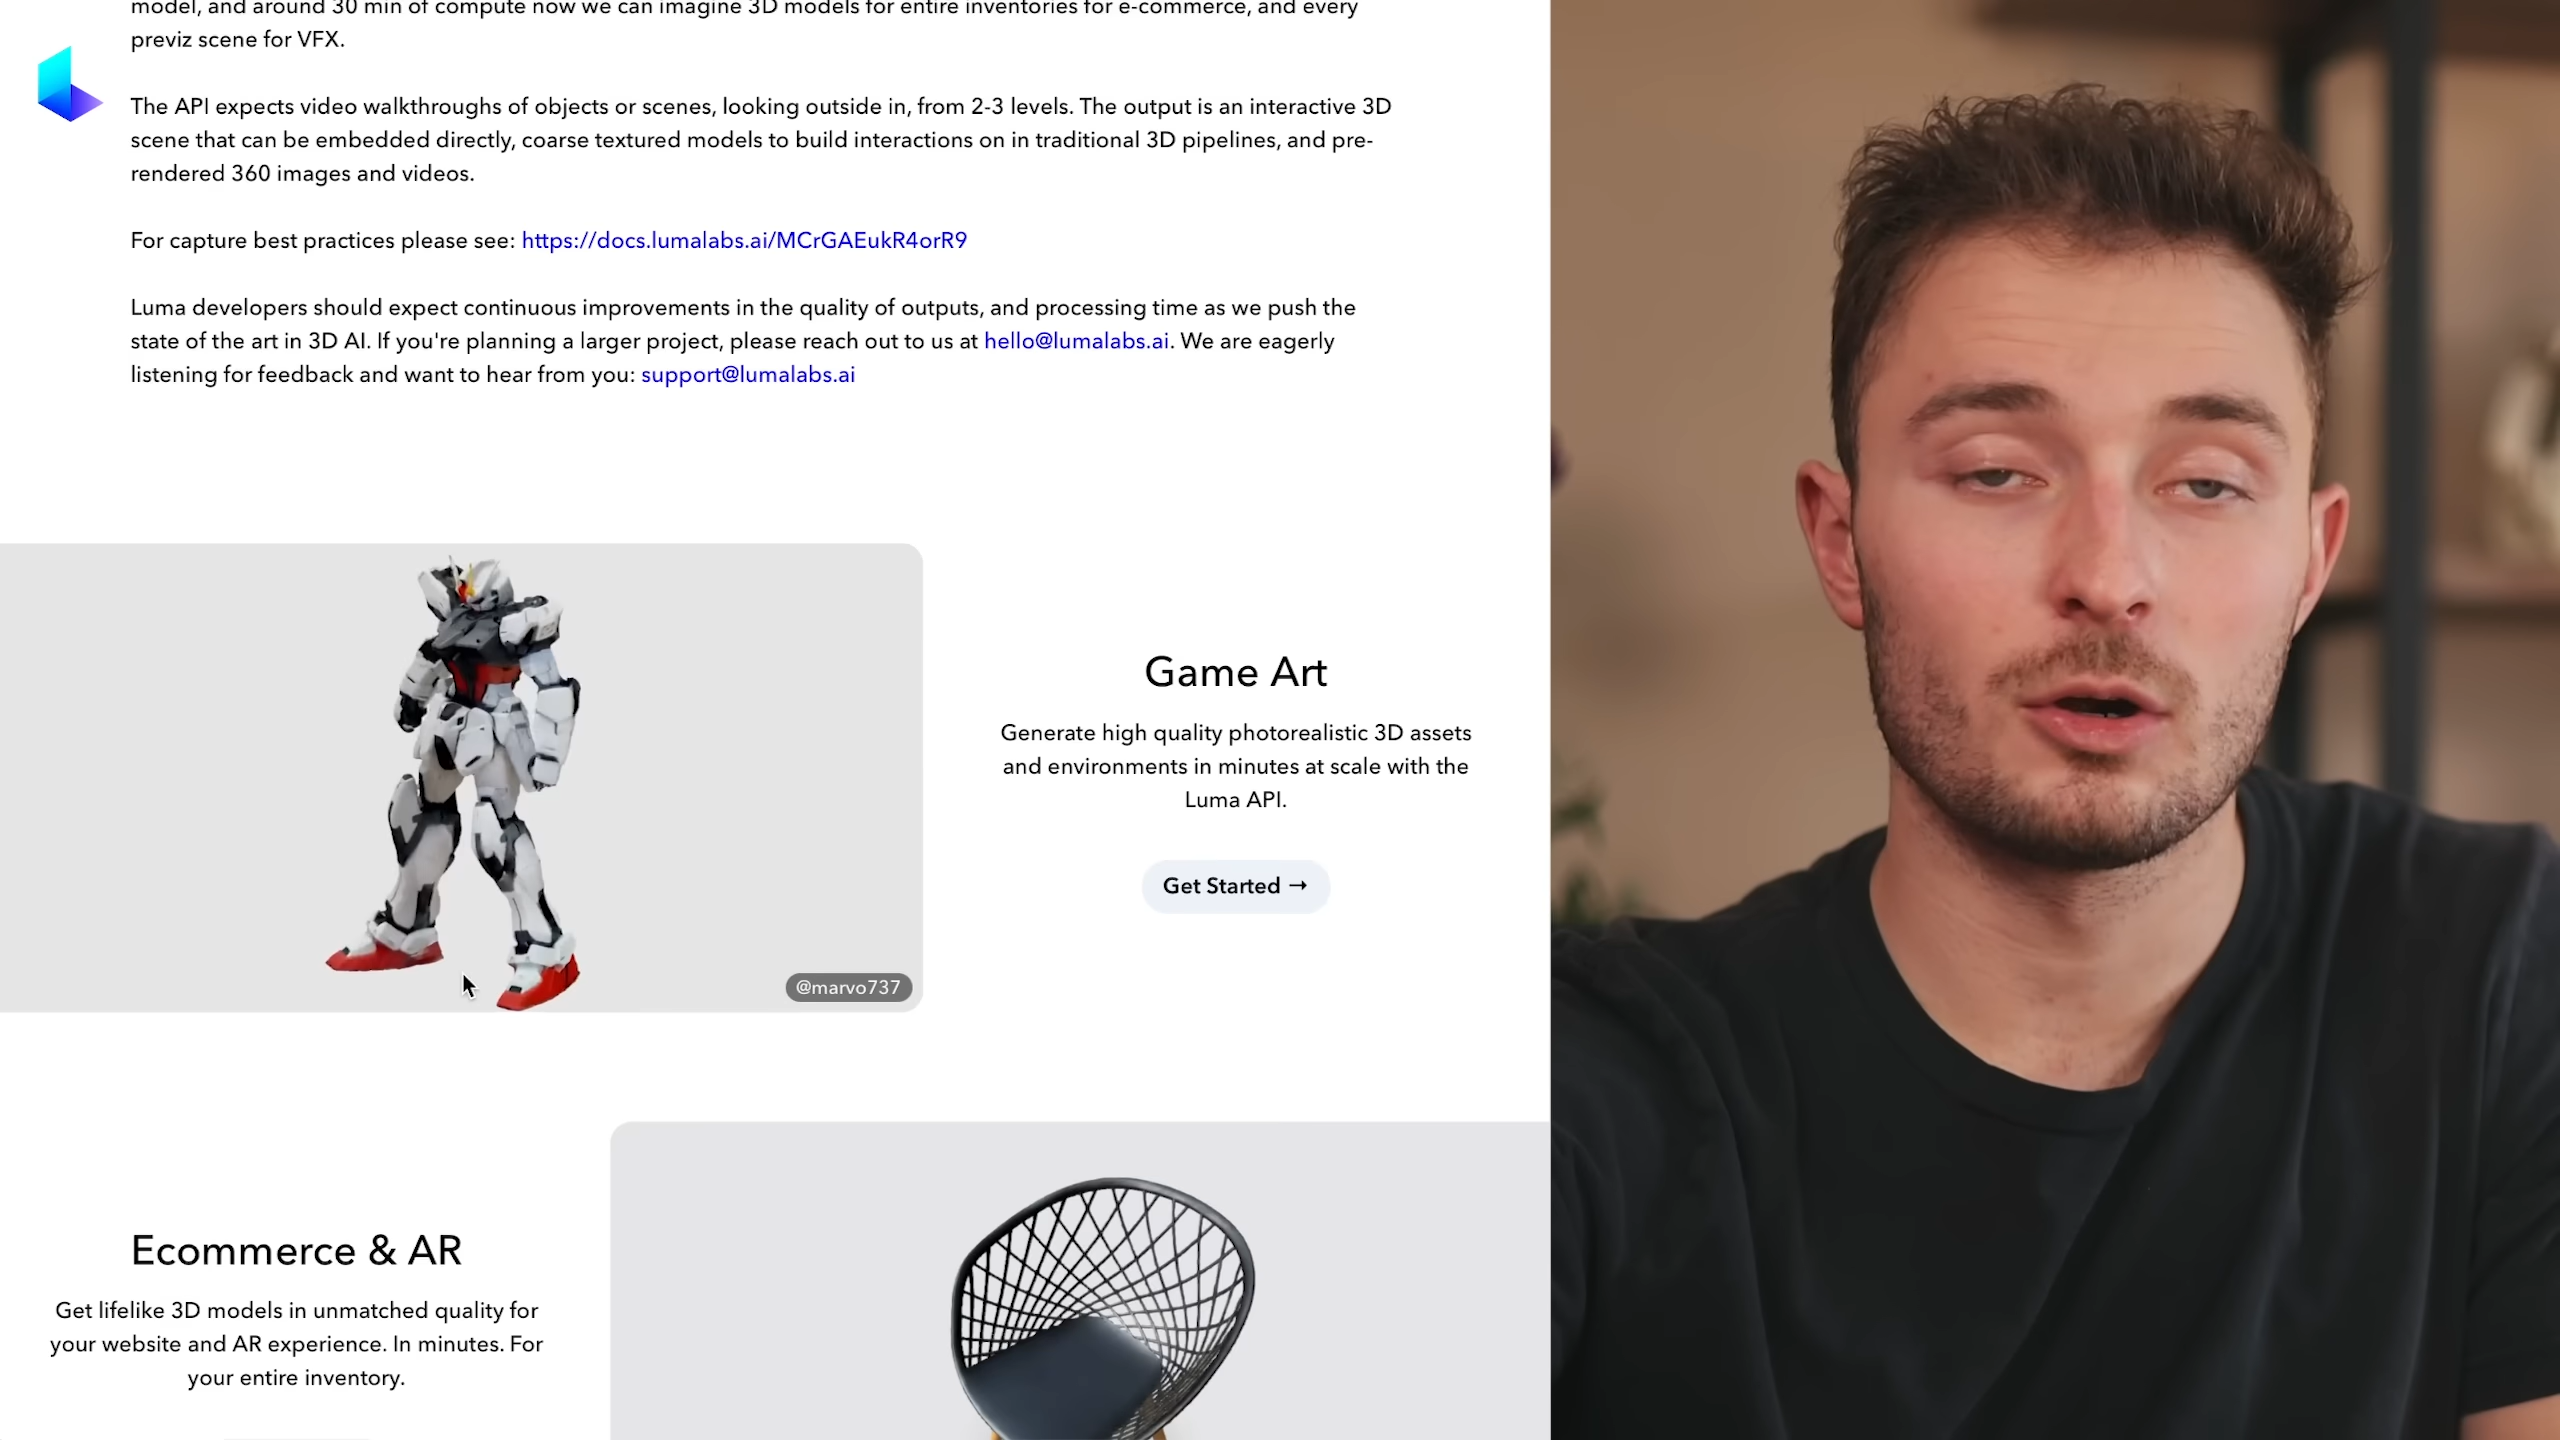 model, and around 30 min of compute now we can imagine 3D models for entire inventories for e-commerce, and every
previz scene for VFX.
The API expects video walkthroughs of objects or scenes, looking outside in, from 2-3 levels. The output is an interactive 3D
scene that can be embedded directly, coarse textured models to build interactions on in traditional 3D pipelines, and pre-
rendered 360 images and videos.
For capture best practices please see: https://docs.lumalabs.ai/MCrGAEukR4orR9
Luma developers should expect continuous improvements in the quality of outputs, and processing time as we push the
state of the art in 3D AI. If you're planning a larger project, please reach out to us at hello@lumalabs.ai. We are eagerly
listening for feedback and want to hear from you: support@lumalabs.ai
Game Art
Generate high quality photorealistic 3D assets
and environments in minutes at scale with the
Luma API.
Get Started →
@marvo737
Ecommerce & AR
Get lifelike 3D models in unmatched quality for
your website and AR experience. In minutes. For
your entire inventory.